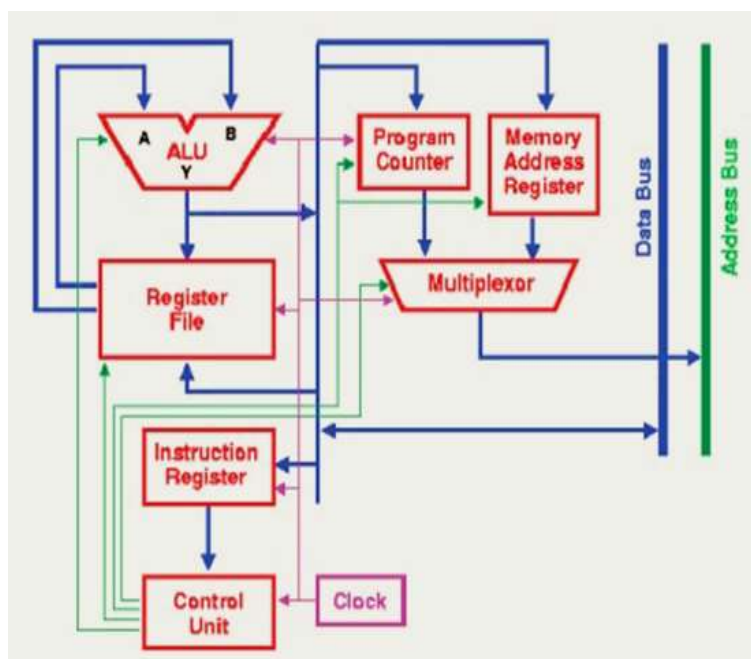 A
B
ALU
Y
Program
Counter
Memory
Address
Register
Data Bus
Address Bus
Register
File
Multiplexor
Instruction
Register
Control
Unit
Clock